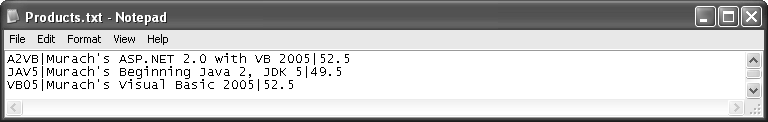 Products.txt - Notepad
File Edit Format View Help
A2VB|Murach's ASP.NET 2.0 with VB 2005|52.5
JAV5|Murach's Beginning Java 2, JDK 5|49.5
VB05|Murach's Visual Basic 2005|52.5